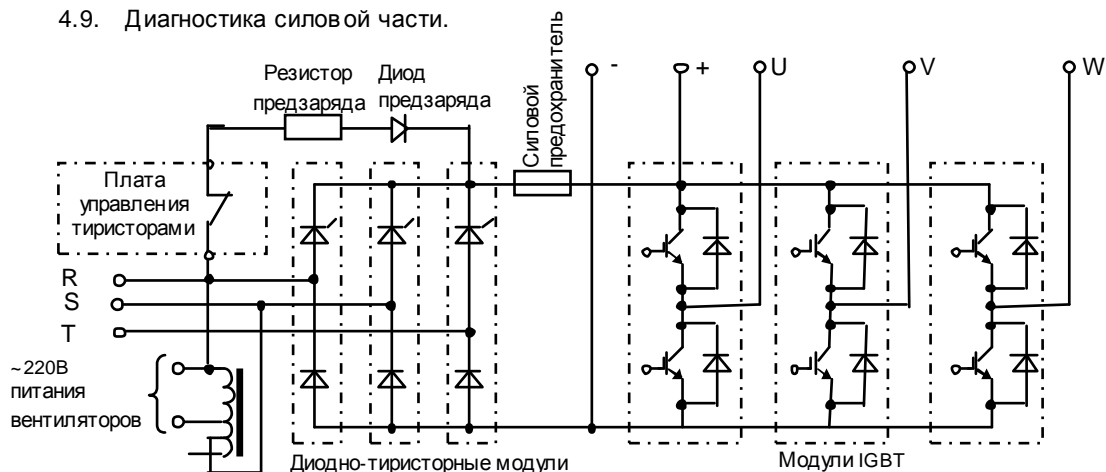 4.9. Диагностика силовой части.
Резистор
предзаряда
Диод
предзаряда
Силовой
предохранитель
-
+
U
V
W
Плата
управления
тиристорами
R
S
T
~220В
питания
вентиляторов
Диодно-тиристорные модули
Модули IGBT